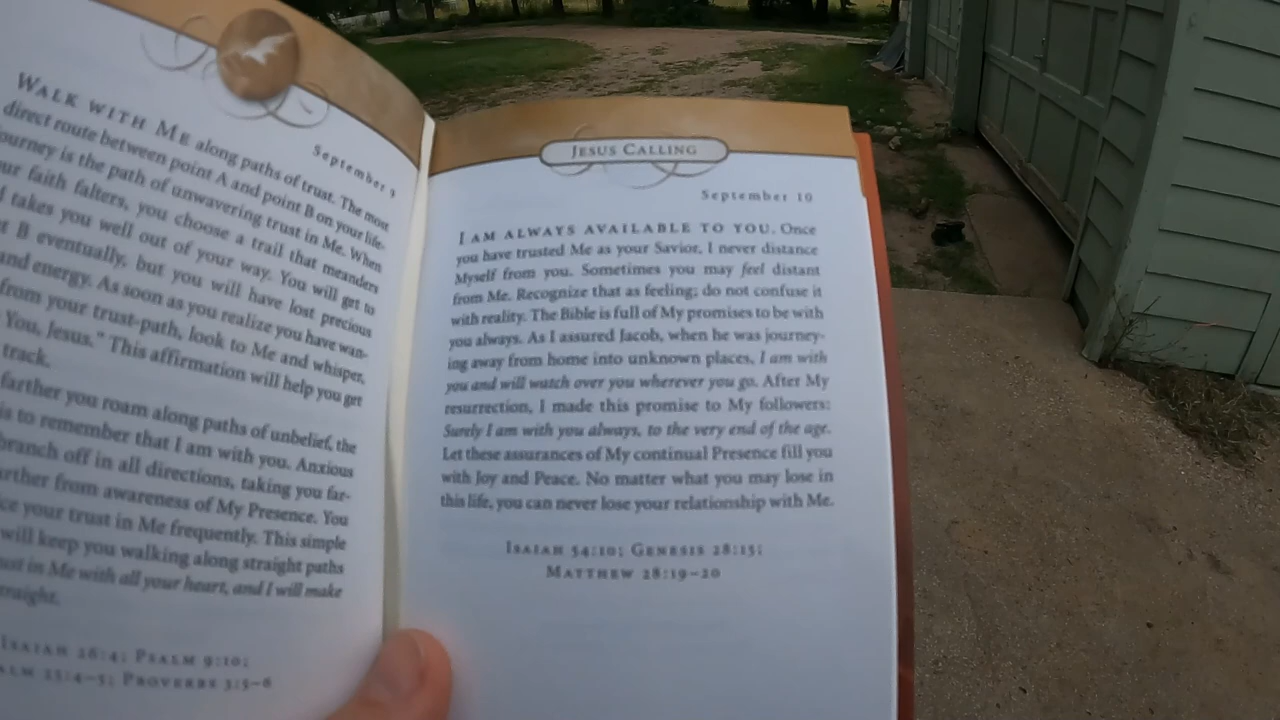 September 9
WALK WITH ME along paths of trust. The most
direct route between point A and point B on your life-
journey is the path of unwavering trust in Me. When
our faith falters, you choose a trail that meanders
takes you well out of your way. You will get to
B eventually, but you will have lost precious
and energy. As soon as you realize you have wan-
from your trust-path, look to Me and whisper,
You, Jesus." This affirmation will help you get
track.
farther you roam along paths of unbelief, the
is to remember that I am with you. Anxious
branch off in all directions, taking you far-
arther from awareness of My Presence. You
ce your trust in Me frequently. This simple
will keep you walking along straight paths
ust in Me with all your heart, and I will make
traight.
ISAIAH 26:4; PSALM 9:10;
ALM 25:4–5; PROVERBS 3:5–6
JESUS CALLING
September 10
I AM ALWAYS AVAILABLE TO YOU. Once
you have trusted Me as your Savior, I never distance
Myself from you. Sometimes you may feel distant
from Me. Recognize that as feeling; do not confuse it
with reality. The Bible is full of My promises to be with
you always. As I assured Jacob, when he was journey-
ing away from home into unknown places, I am with
you and will watch over you wherever you go. After My
resurrection, I made this promise to My followers:
Surely I am with you always, to the very end of the age.
Let these assurances of My continual Presence fill you
with Joy and Peace. No matter what you may lose in
this life, you can never lose your relationship with Me.
ISAIAH 54:10; GENESIS 28:15;
MATTHEW 28:19–20